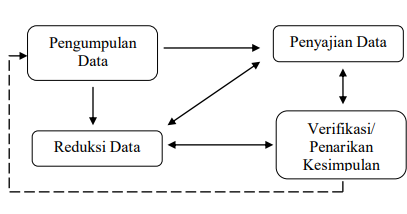 Pengumpulan
Data
Penyajian Data
Reduksi Data
Verifikasi/
Penarikan
Kesimpulan